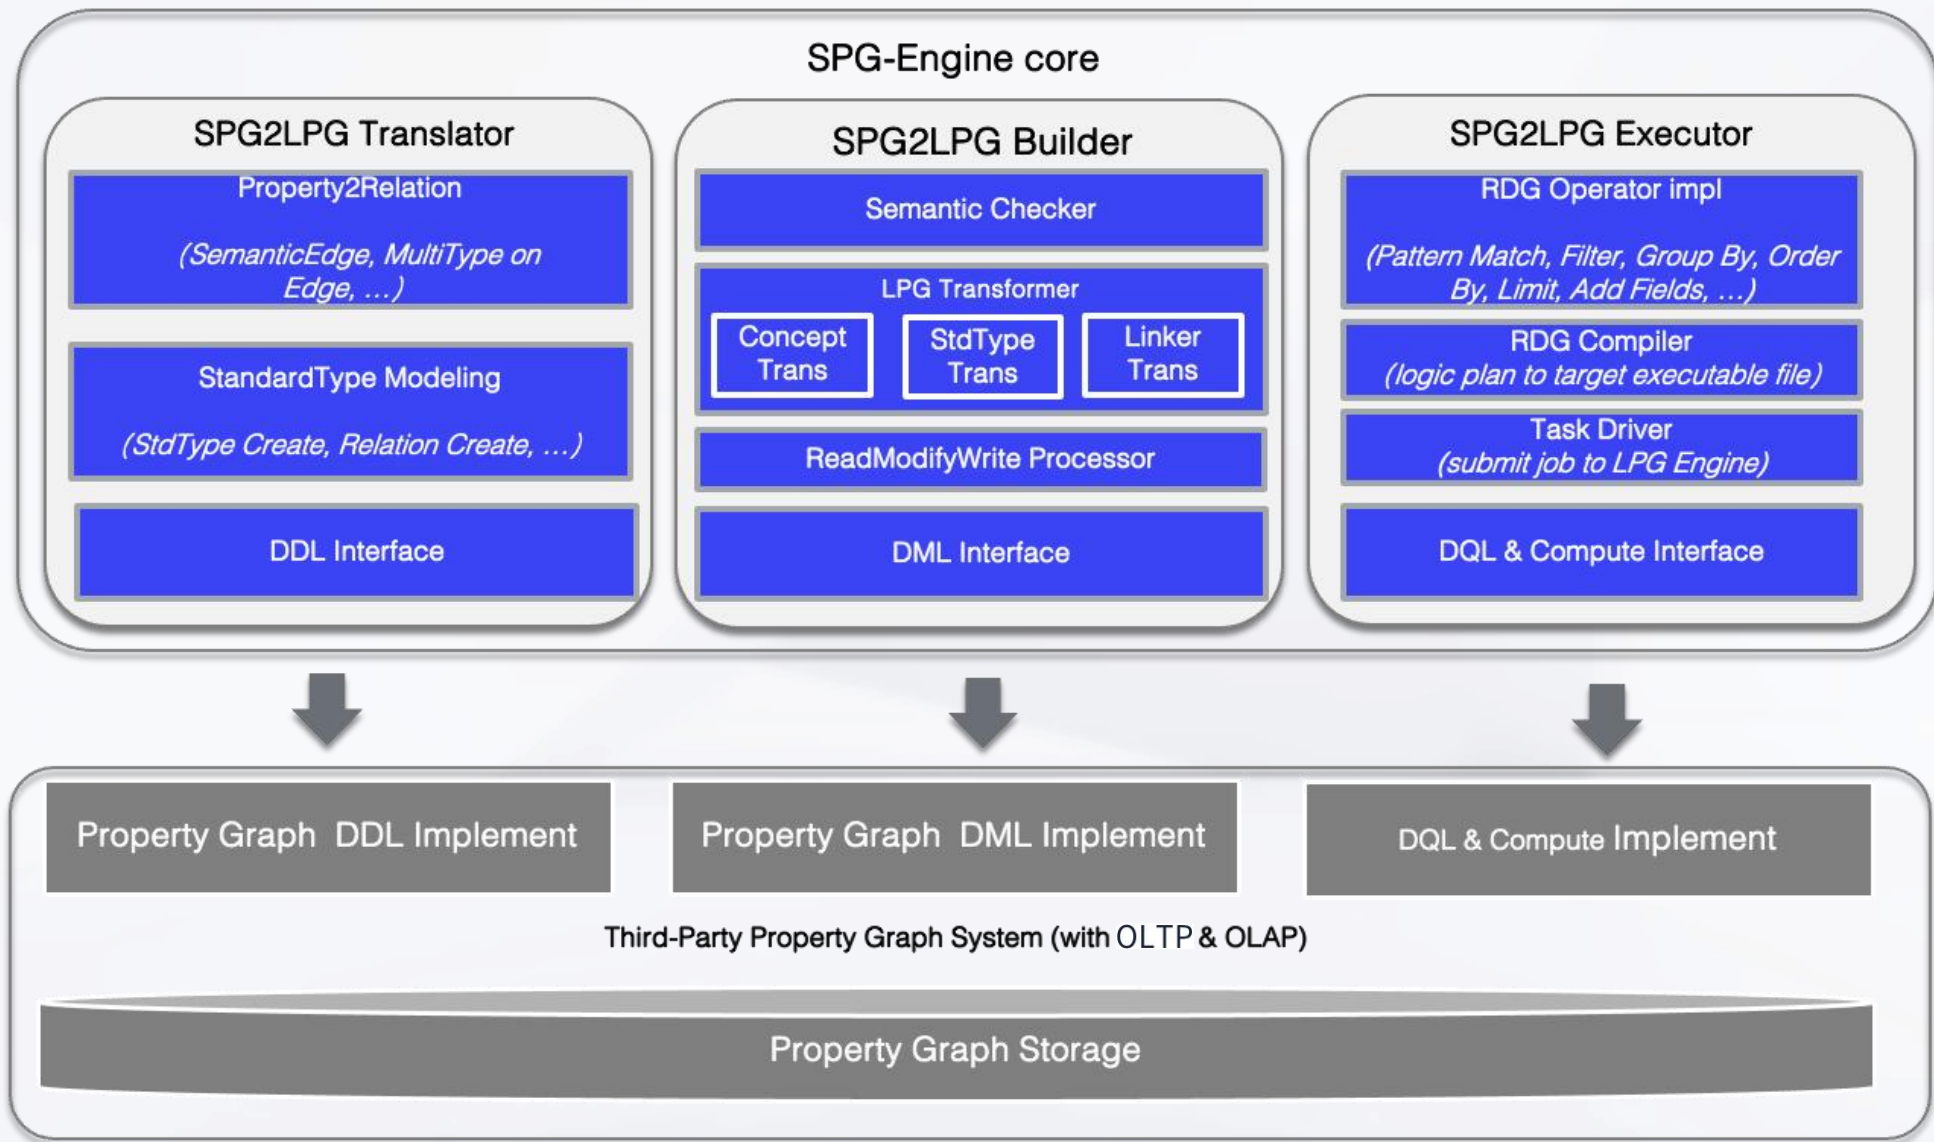 SPG-Engine core
SPG2LPG Translator
Property2Relation
(SemanticEdge, MultiType on
Edge, ...)
StandardType Modeling
(StdType Create, Relation Create, ...)
DDL Interface
SPG2LPG Builder
Semantic Checker
LPG Transformer
Concept
Trans
StdType
Trans
Linker
Trans
ReadModifyWrite Processor
DML Interface
SPG2LPG Executor
RDG Operator impl
(Pattern Match, Filter, Group By, Order
By, Limit, Add Fields, ...)
RDG Compiler
(logic plan to target executable file)
Task Driver
(submit job to LPG Engine)
DQL & Compute Interface
Property Graph DDL Implement
Property Graph DML Implement
DQL & Compute Implement
Third-Party Property Graph System (with OLTP & OLAP)
Property Graph Storage